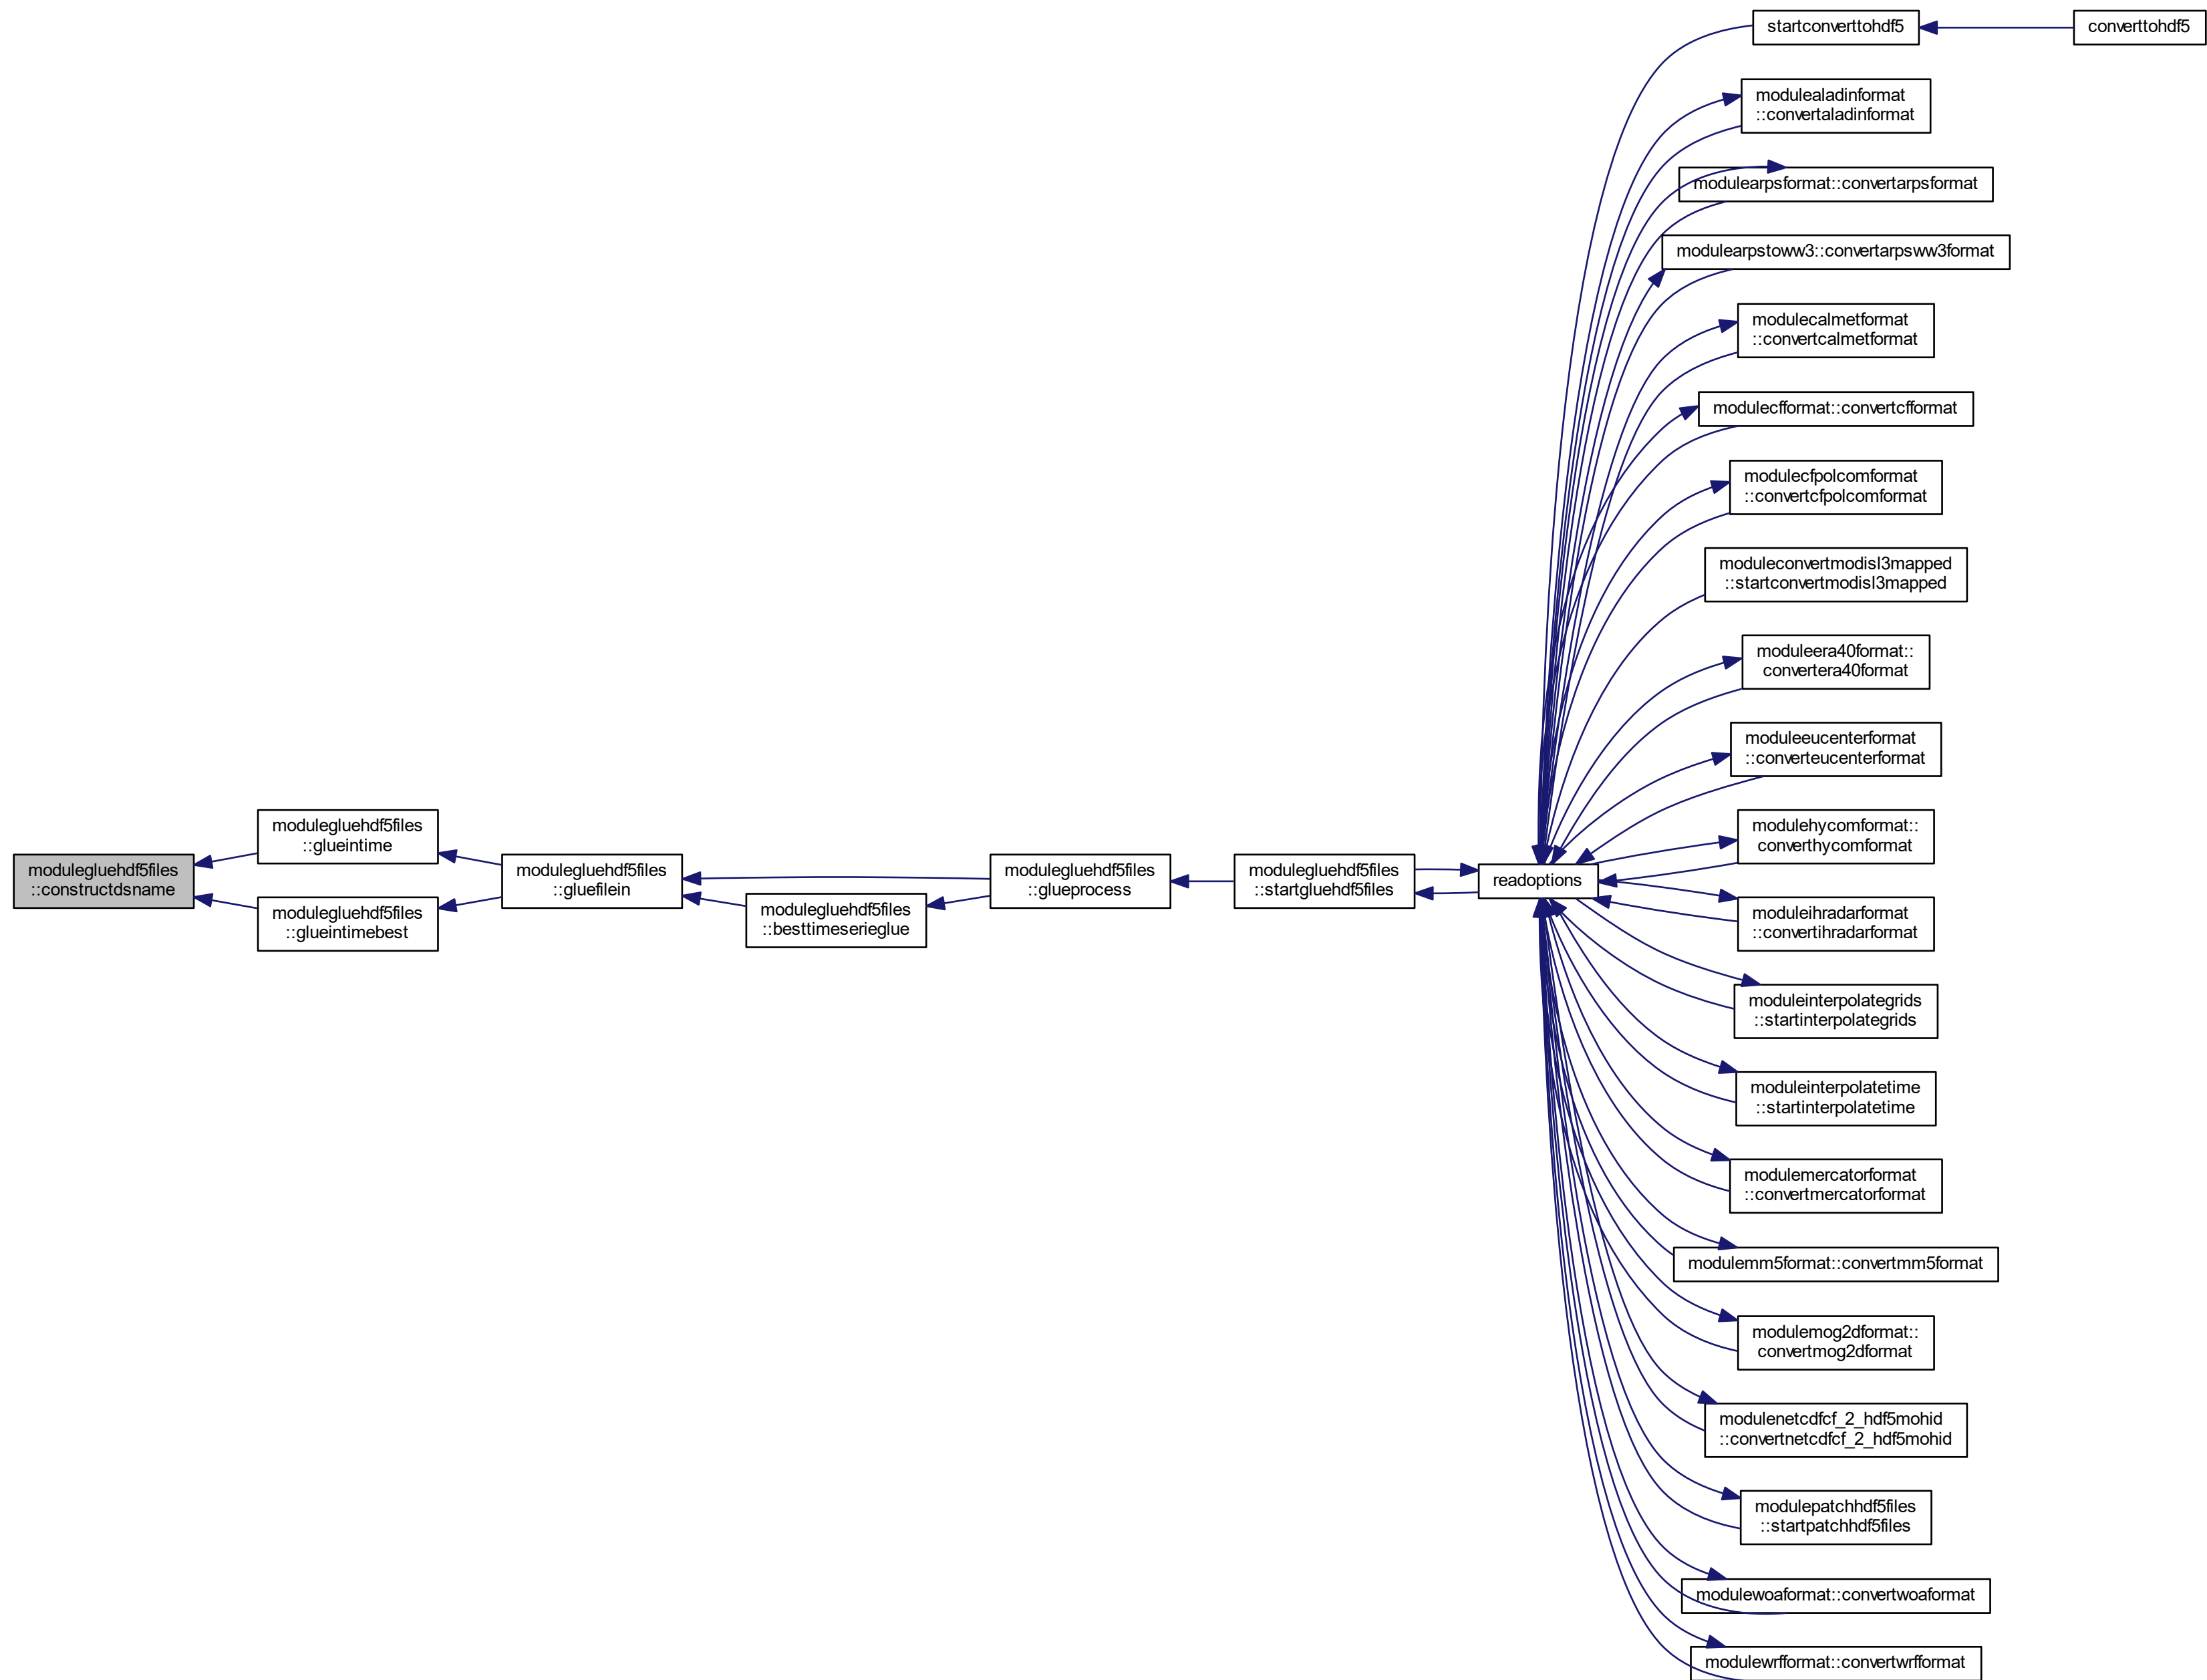 startconverttohdf5
converttohdf5
modulealadinformat
::convertaladinformat
modulearpsformat::convertarpsformat
modulearpstoww3::convertarpsww3format
modulecalmetformat
::convertcalmetformat
modulecfformat::convertcfformat
modulecfpolcomformat
::convertcfpolcomformat
moduleconvertmodisl3mapped
::startconvertmodisl3mapped
moduleera40format::
convertera40format
moduleeucenterformat
::converteucenterformat
modulegluehdf5files
::constructdsname
modulegluehdf5files
::glueintime
modulegluehdf5files
::glueintimebest
modulegluehdf5files
::gluefilein
modulegluehdf5files
::besttimeserieglue
modulegluehdf5files
::glueprocess
modulegluehdf5files
::startgluehdf5files
readoptions
modulehycomformat::
converthycomformat
moduleihradarformat
::convertihradarformat
moduleinterpolategrids
::startinterpolategrids
moduleinterpolatetime
::startinterpolatetime
modulemercatorformat
::convertmercatorformat
modulemm5format::convertmm5format
modulemog2dformat::
convertmog2dformat
modulenetcdfcf_2_hdf5mohid
::convertnetcdfcf_2_hdf5mohid
modulepatchhdf5files
::startpatchhdf5files
modulewoaformat::convertwoaformat
modulewrfformat::convertwrfformat